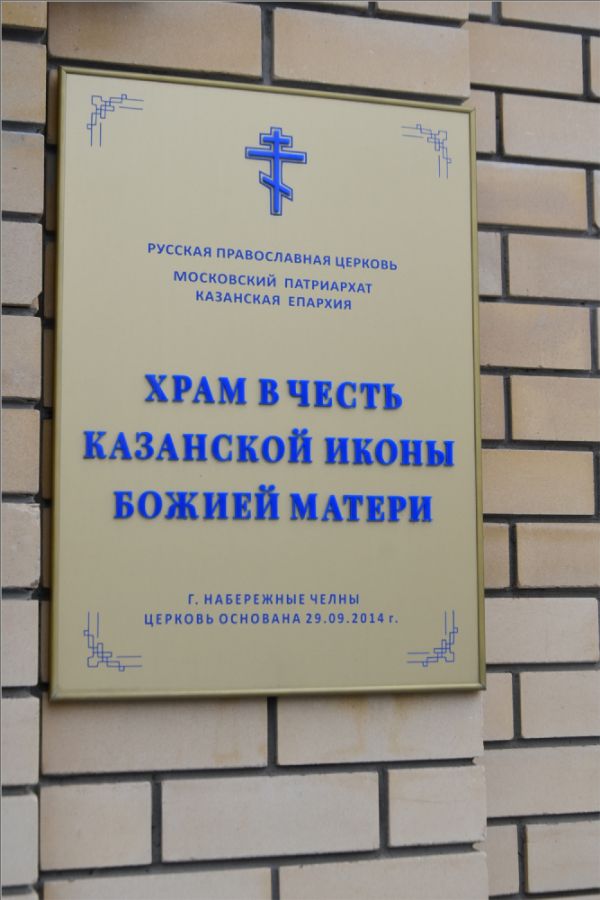 РУССКАЯ ПРАВОСЛАВНАЯ ЦЕРКОВЬ
МОСКОВСКИЙ ПАТРИАРХАТ
КАЗАНСКАЯ ЕПАРХИЯ
ХРАМ В ЧЕСТЬ
КАЗАНСКОЙ ИКОНЫ
БОЖИЕЙ МАТЕРИ
Г. НАБЕРЕЖНЫЕ ЧЕЛНЫ
ЦЕРКОВЬ ОСНОВАНА 29.09.2014 г.